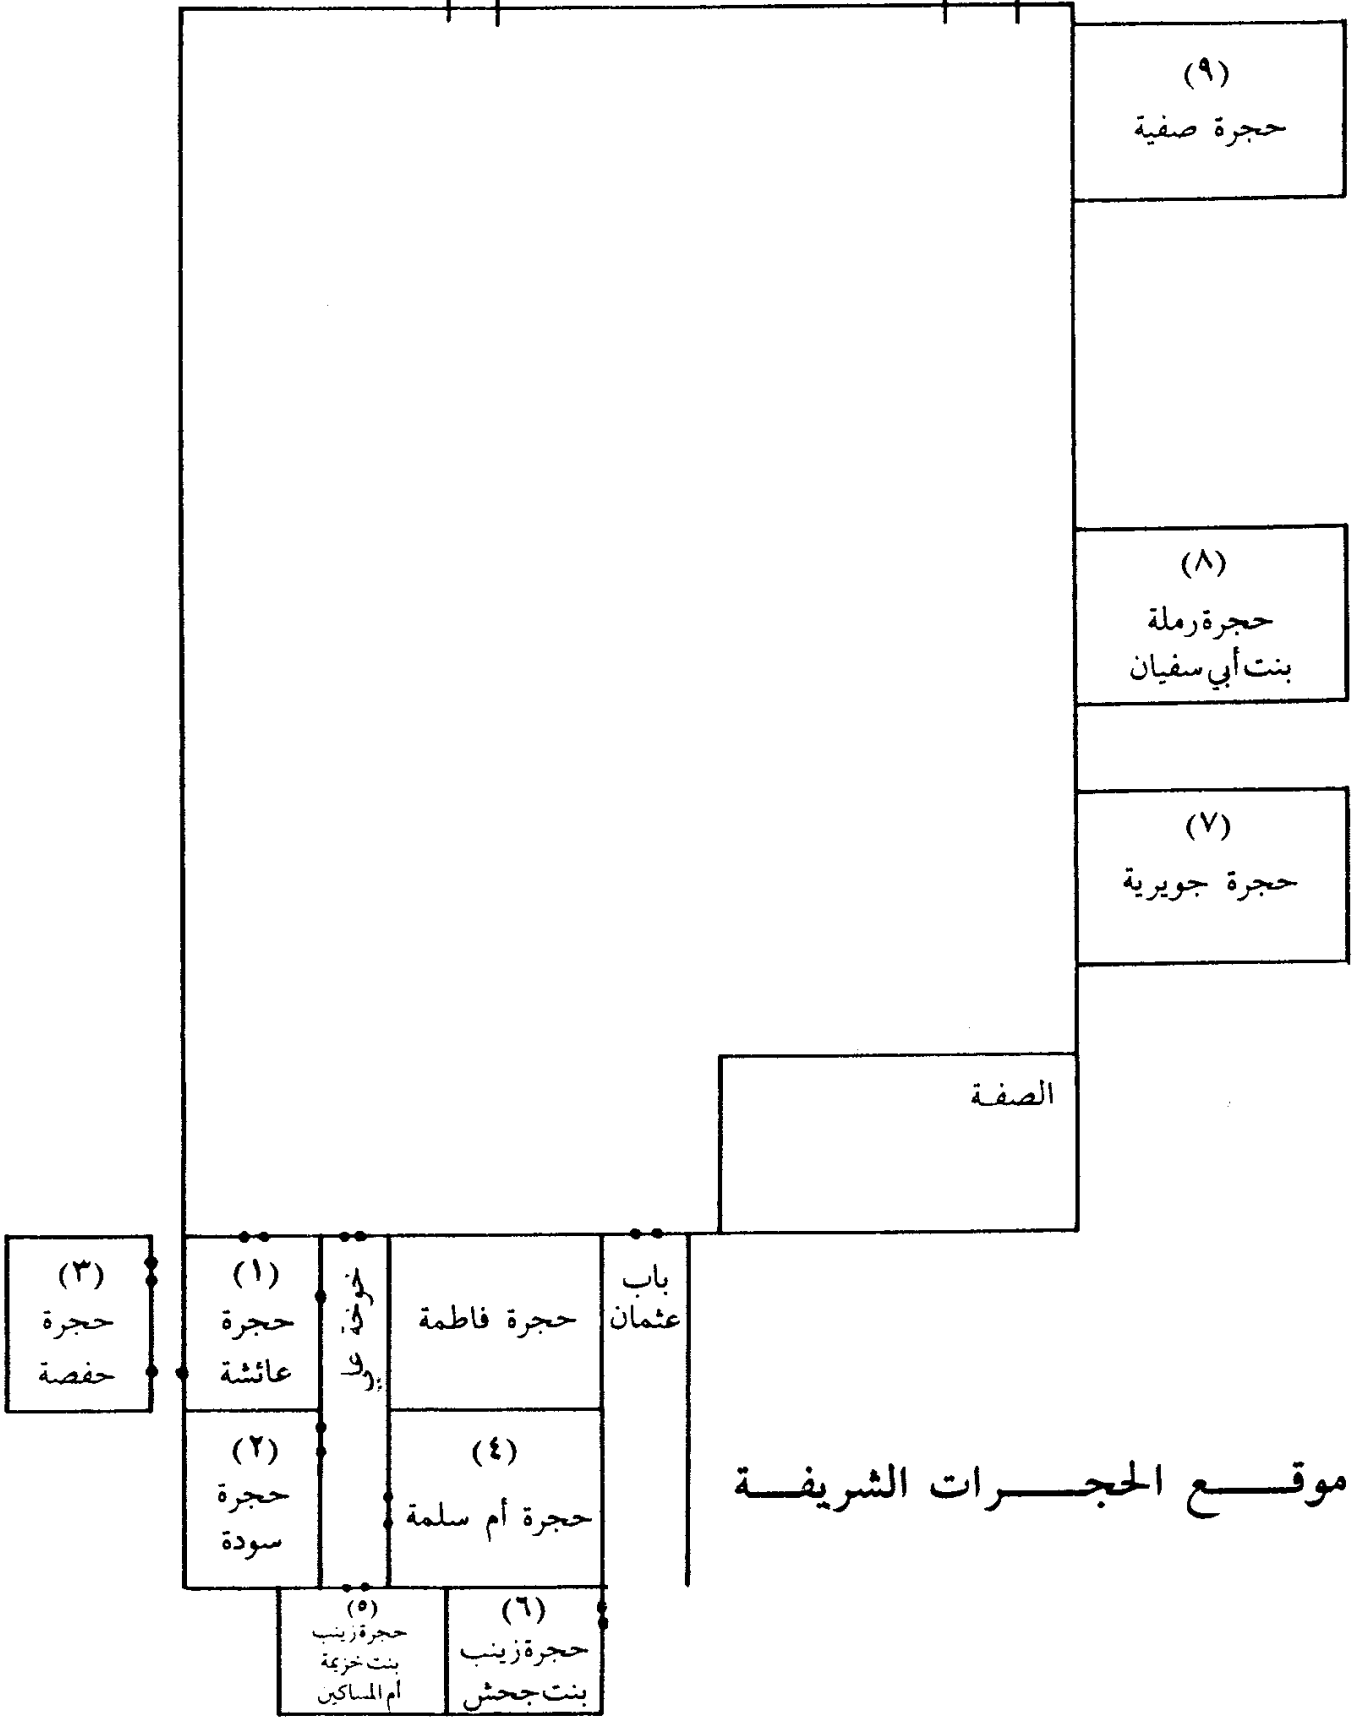 (٩)
حجرة صفية
(٨)
حجرة رملة
بنت أبي سفيان
(٧)
حجرة جويرية
الصفة
باب
عثمان
حجرة فاطمة
خوخة علي
(١)
حجرة
عائشة
(٣)
حجرة
حفصة
(٤)
حجرة أم سلمة
(٢)
حجرة
سودة
موقع الحجرات الشريفة
(٦)
حجرة زينب
بنت جحش
(٥)
حجرة زينب
بنت خزيمة
أم المساكين